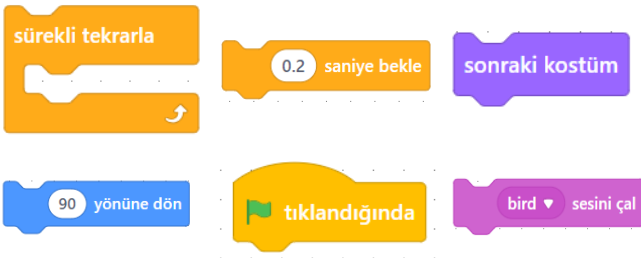 sürekli tekrarla
0.2 saniye bekle
sonraki kostüm
90 yönüne dön
tıklandığında
bird sesini çal